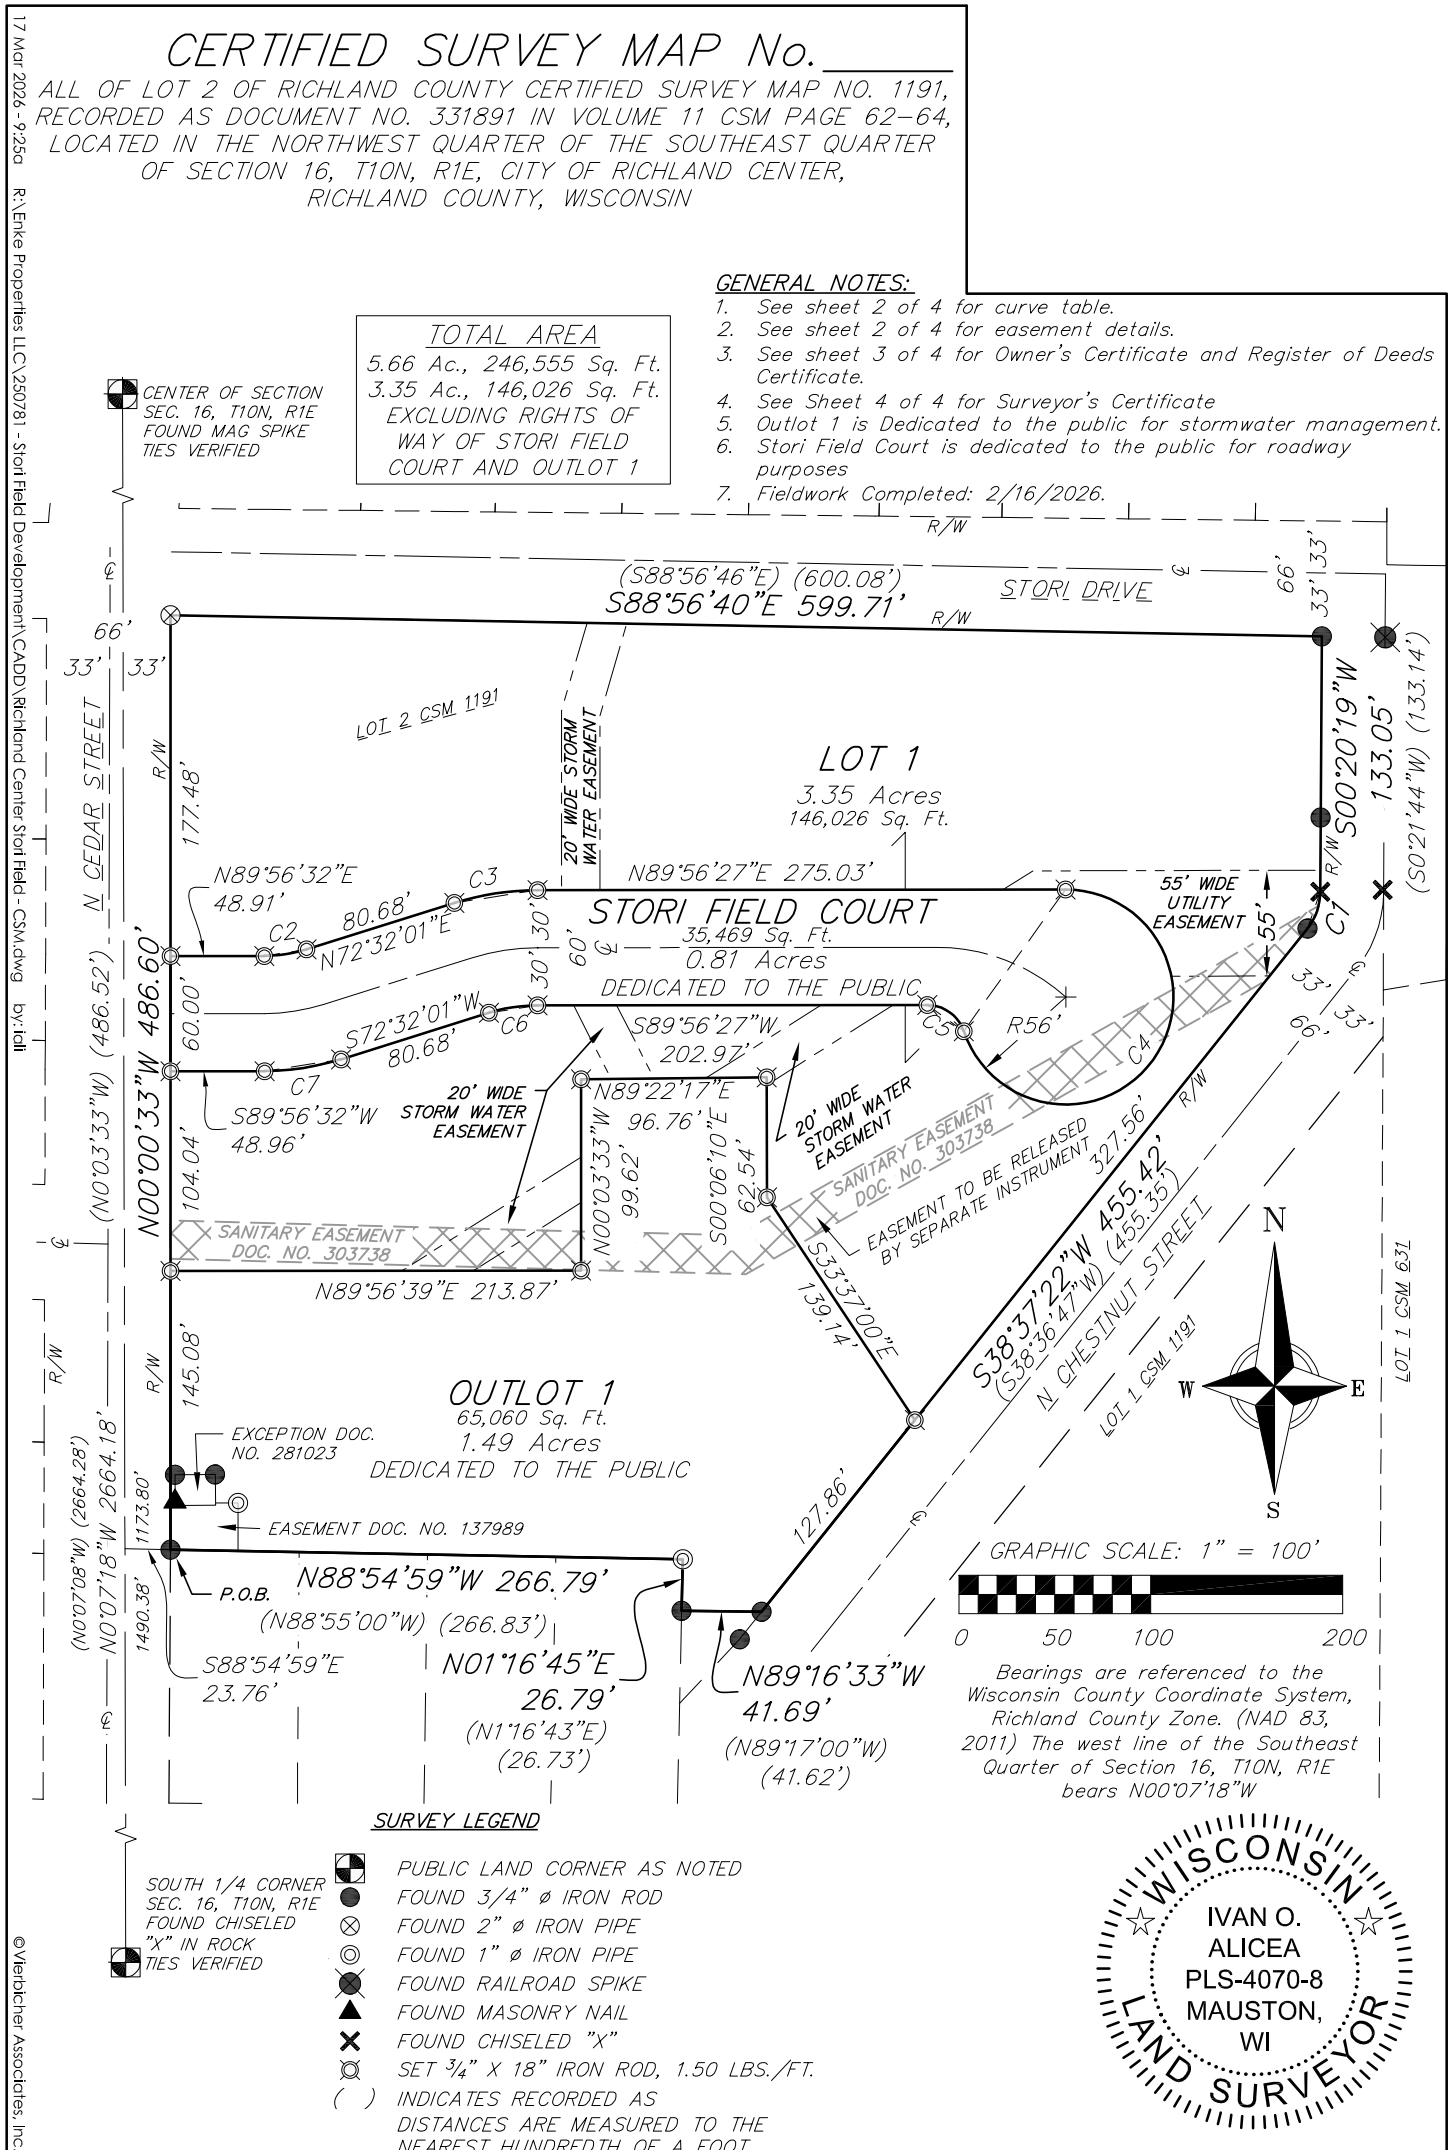 CERTIFIED SURVEY MAP No.
ALL OF LOT 2 OF RICHLAND COUNTY CERTIFIED SURVEY MAP NO. 1191,
RECORDED AS DOCUMENT NO. 331891 IN VOLUME 11 CSM PAGE 62-64,
LOCATED IN THE NORTHWEST QUARTER OF THE SOUTHEAST QUARTER
OF SECTION 16, T10N, R1E, CITY OF RICHLAND CENTER,
RICHLAND COUNTY, WISCONSIN
17 Mar 2026 - 9:25a R:\Enke Properties LLC\250781 - Stori Field Development\CADD\Richland Center Stori Field - CSM.dwg by: iali
GENERAL NOTES:
1. See sheet 2 of 4 for curve table.
2. See sheet 2 of 4 for easement details.
3. See sheet 3 of 4 for Owner's Certificate and Register of Deeds
Certificate.
4. See Sheet 4 of 4 for Surveyor's Certificate
5. Outlot 1 is Dedicated to the public for stormwater management.
6. Stori Field Court is dedicated to the public for roadway
purposes
7. Fieldwork Completed: 2/16/2026.
TOTAL AREA
5.66 Ac., 246,555 Sq. Ft.
3.35 Ac., 146,026 Sq. Ft.
EXCLUDING RIGHTS OF
WAY OF STORI FIELD
COURT AND OUTLOT 1
CENTER OF SECTION
SEC. 16, T10N, R1E
FOUND MAG SPIKE
TIES VERIFIED
R/W
(S88°56'46"E) (600.08')
S88°56'40"E 599.71'
R/W
STORI DRIVE
℄
66'
33'
33'
℄
66'
33'
33'
N CEDAR STREET
R/W
LOT 2 CSM 1191
177.48'
20' WIDE STORM
WATER EASEMENT
LOT 1
3.35 Acres
146,026 Sq. Ft.
S00°20'19"W
133.05'
(S0°21'44"W) (133.14')
R/W
N89°56'32"E
48.91'
C2
80.68'
N72°32'01"E
C3
N89°56'27"E 275.03'
STORI FIELD COURT
35,469 Sq. Ft.
0.81 Acres
DEDICATED TO THE PUBLIC
30'
30'
60'
℄
55' WIDE
UTILITY
EASEMENT
55'
C1
33'
33'
66'
℄
N00°00'33"W 486.60'
(N0°03'33"W) (486.52')
60.00'
S72°32'01"W
80.68'
C6
C7
S89°56'27"W
202.97'
C5
R56'
C4
S89°56'32"W
48.96'
104.04'
20' WIDE
STORM WATER
EASEMENT
N89°22'17"E
96.76'
N00°03'33"W
99.62'
S00°06'10"E
62.54'
20' WIDE
STORM WATER
EASEMENT
SANITARY EASEMENT
DOC. NO. 303738
EASEMENT TO BE RELEASED
BY SEPARATE INSTRUMENT
R/W
327.56'
S38°37'22"W 455.42'
(S38°36'47"W) (455.35')
N CHESTNUT STREET
LOT 1 CSM 1191
LOT 1 CSM 631
SANITARY EASEMENT
DOC. NO. 303738
N89°56'39"E 213.87'
S33°37'00"E
139.14'
℄
R/W
R/W
145.08'
OUTLOT 1
65,060 Sq. Ft.
1.49 Acres
DEDICATED TO THE PUBLIC
EXCEPTION DOC.
NO. 281023
EASEMENT DOC. NO. 137989
127.86'
℄
N
W
E
S
(N0°07'08"W) (2664.28')
N0°07'18"W 2664.18'
1173.80'
1490.38'
P.O.B.
N88°54'59"W 266.79'
(N88°55'00"W) (266.83')
S88°54'59"E
23.76'
℄
N01°16'45"E
26.79'
(N1°16'43"E)
(26.73')
N89°16'33"W
41.69'
(N89°17'00"W)
(41.62')
GRAPHIC SCALE: 1" = 100'
0 50 100 200
Bearings are referenced to the
Wisconsin County Coordinate System,
Richland County Zone. (NAD 83,
2011) The west line of the Southeast
Quarter of Section 16, T10N, R1E
bears N00°07'18"W
SURVEY LEGEND
PUBLIC LAND CORNER AS NOTED
FOUND 3/4" ø IRON ROD
FOUND 2" ø IRON PIPE
FOUND 1" ø IRON PIPE
FOUND RAILROAD SPIKE
FOUND MASONRY NAIL
FOUND CHISELED "X"
SET ¾" X 18" IRON ROD, 1.50 LBS./FT.
( ) INDICATES RECORDED AS
DISTANCES ARE MEASURED TO THE
NEAREST HUNDREDTH OF A FOOT
SOUTH 1/4 CORNER
SEC. 16, T10N, R1E
FOUND CHISELED
"X" IN ROCK
TIES VERIFIED
WISCONSIN
IVAN O.
ALICEA
PLS-4070-8
MAUSTON,
WI
LAND SURVEYOR
© Vierbicher Associates, Inc.